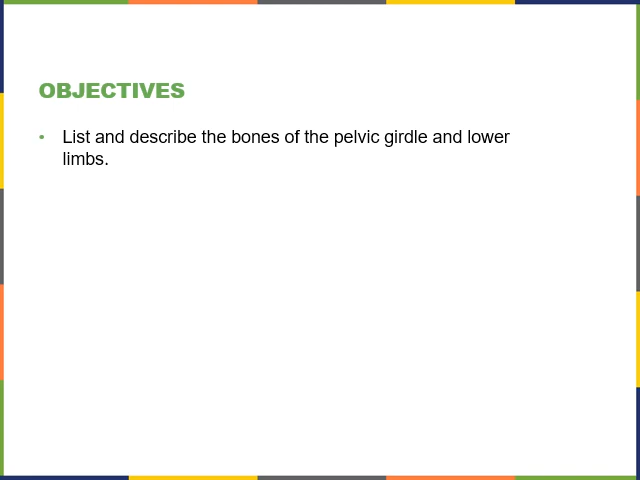 OBJECTIVES
• List and describe the bones of the pelvic girdle and lower
limbs.